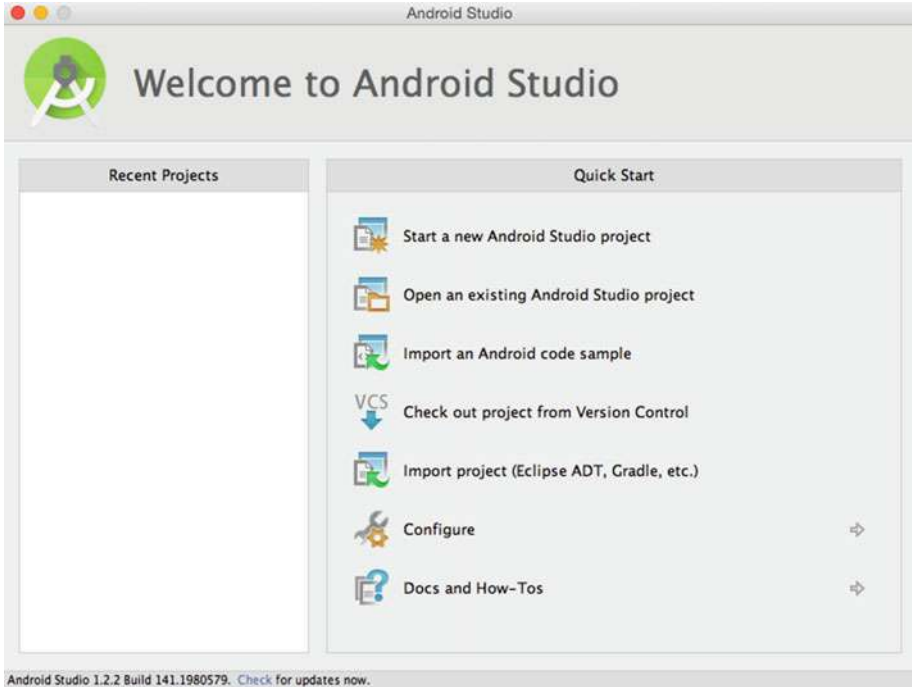 Android Studio
Welcome to Android Studio
Recent Projects
Quick Start
Start a new Android Studio project
Open an existing Android Studio project
Import an Android code sample
VCS
Check out project from Version Control
Import project (Eclipse ADT, Gradle, etc.)
Configure
Docs and How-Tos
Android Studio 1.2.2 Build 141.1980579. Check for updates now.